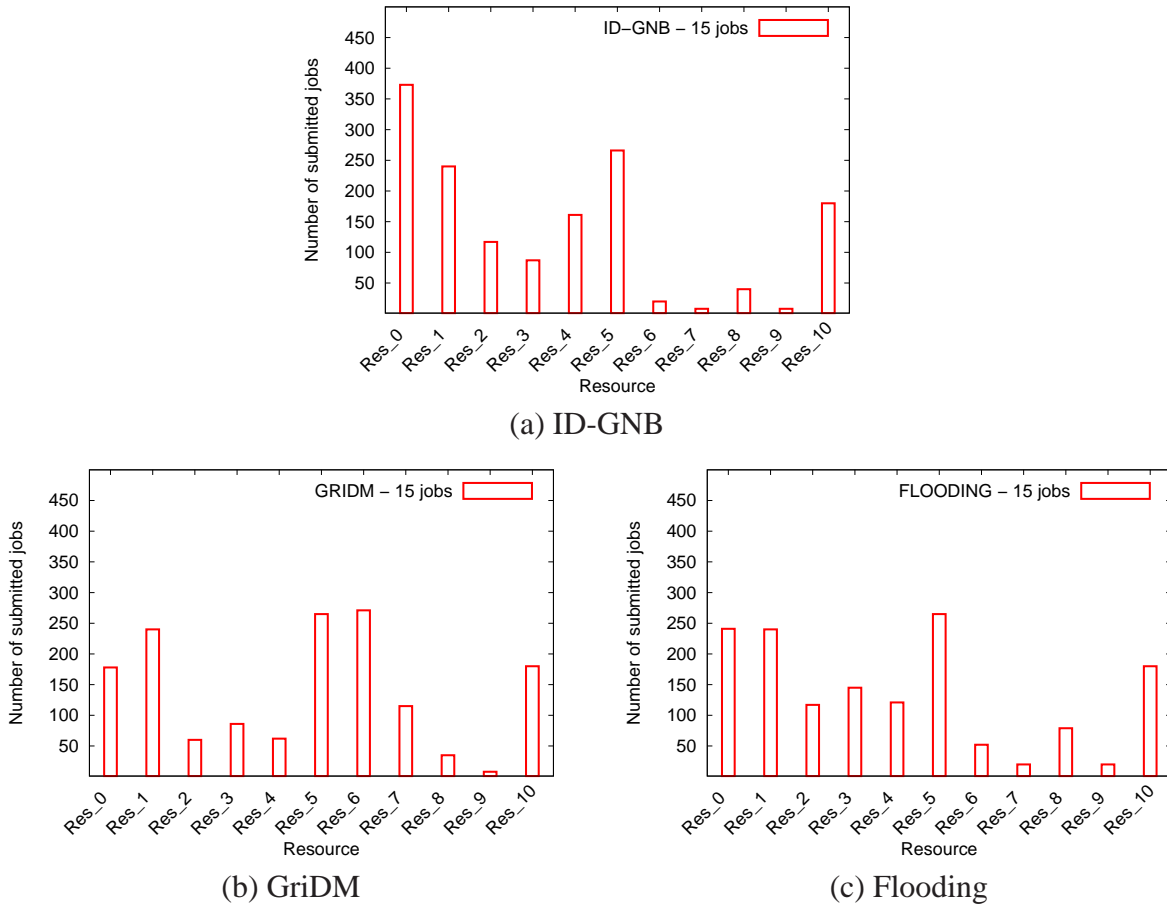 ID−GNB − 15 jobs
450
400
350
300
250
200
150
100
50
Number of submitted jobs
Res_0
Res_1
Res_2
Res_3
Res_4
Res_5
Res_6
Res_7
Res_8
Res_9
Res_10
Resource
(a) ID-GNB
GRIDM − 15 jobs
450
400
350
300
250
200
150
100
50
Number of submitted jobs
Res_0
Res_1
Res_2
Res_3
Res_4
Res_5
Res_6
Res_7
Res_8
Res_9
Res_10
Resource
(b) GriDM
FLOODING − 15 jobs
450
400
350
300
250
200
150
100
50
Number of submitted jobs
Res_0
Res_1
Res_2
Res_3
Res_4
Res_5
Res_6
Res_7
Res_8
Res_9
Res_10
Resource
(c) Flooding